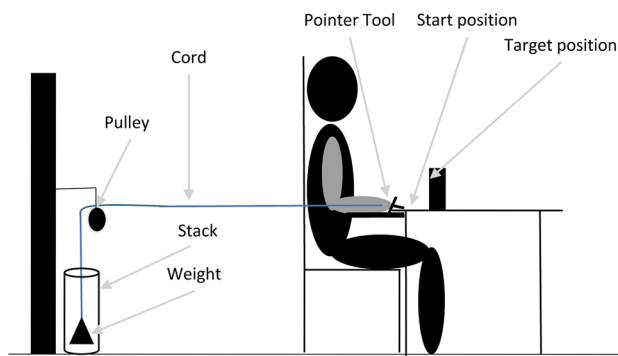 Pointer Tool
Start position
Target position
Cord
Pulley
Stack
Weight